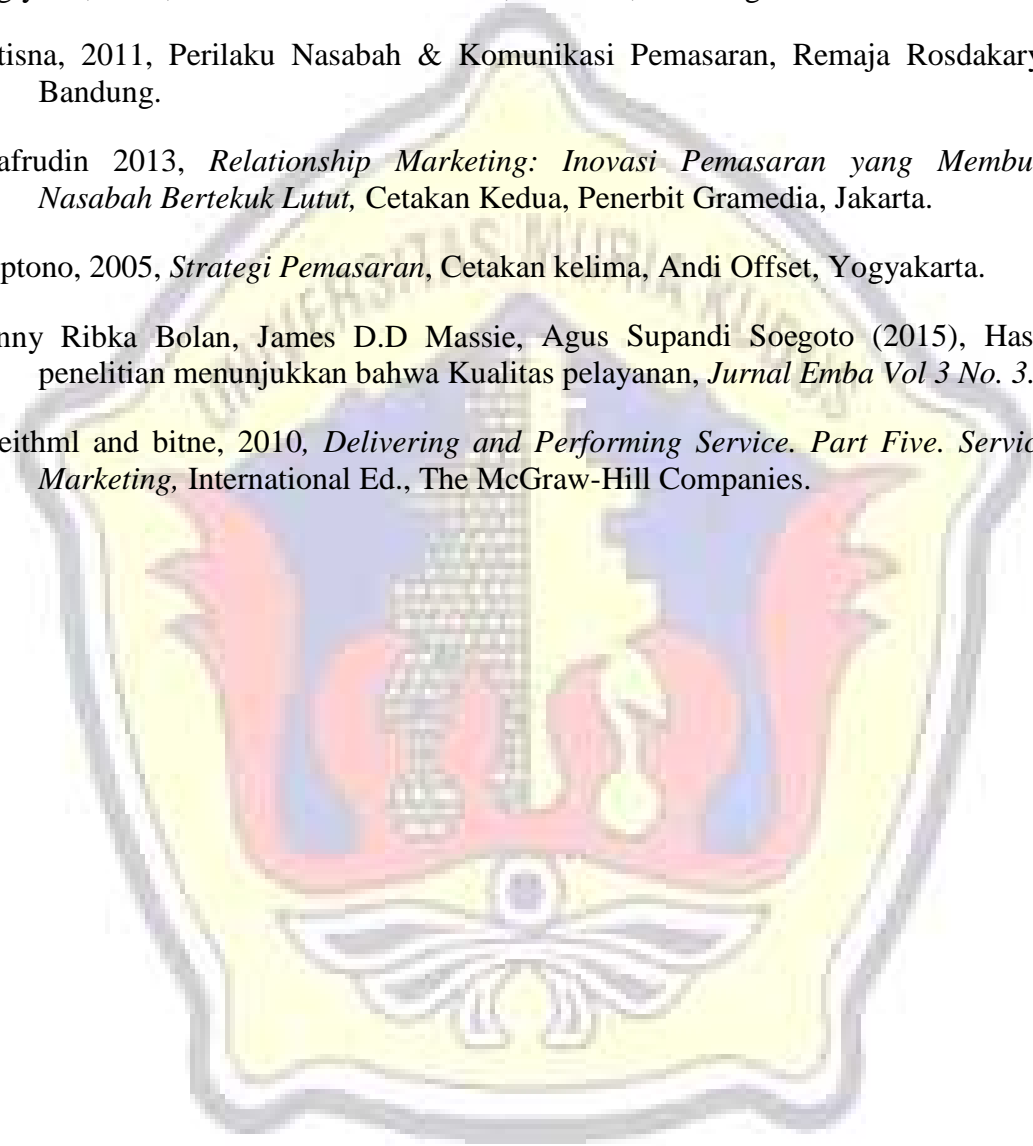 tisna, 2011, Perilaku Nasabah & Komunikasi Pemasaran, Remaja Rosdakary
Bandung.
afrudin 2013, Relationship Marketing: Inovasi Pemasaran yang Membu
Nasabah Bertekuk Lutut, Cetakan Kedua, Penerbit Gramedia, Jakarta.
ptono, 2005, Strategi Pemasaran, Cetakan kelima, Andi Offset, Yogyakarta.
nny Ribka Bolan, James D.D Massie, Agus Supandi Soegoto (2015), Has
penelitian menunjukkan bahwa Kualitas pelayanan, Jurnal Emba Vol 3 No. 3.
eithml and bitne, 2010, Delivering and Performing Service. Part Five. Servic
Marketing, International Ed., The McGraw-Hill Companies.
UNIVERSITAS MURIA KUDUS